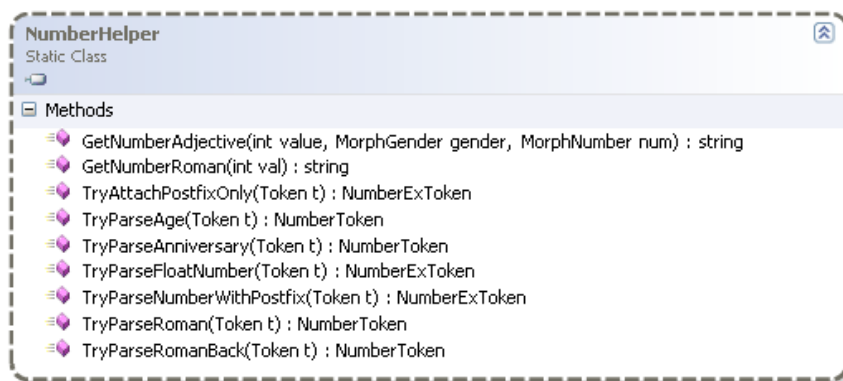 NumberHelper
Static Class
Methods
GetNumberAdjective(int value, MorphGender gender, MorphNumber num) : string
GetNumberRoman(int val) : string
TryAttachPostfixOnly(Token t) : NumberExToken
TryParseAge(Token t) : NumberToken
TryParseAnniversary(Token t) : NumberToken
TryParseFloatNumber(Token t) : NumberExToken
TryParseNumberWithPostfix(Token t) : NumberExToken
TryParseRoman(Token t) : NumberToken
TryParseRomanBack(Token t) : NumberToken